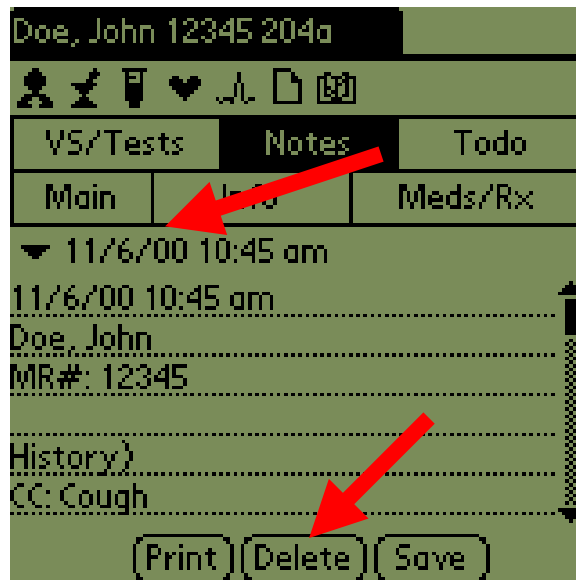 Doe, John 12345 204a
VS/Tests Notes Todo
Main Info Meds/Rx
11/6/00 10:45 am
11/6/00 10:45 am
Doe, John
MR#: 12345
History}
CC: Cough
Print Delete Save